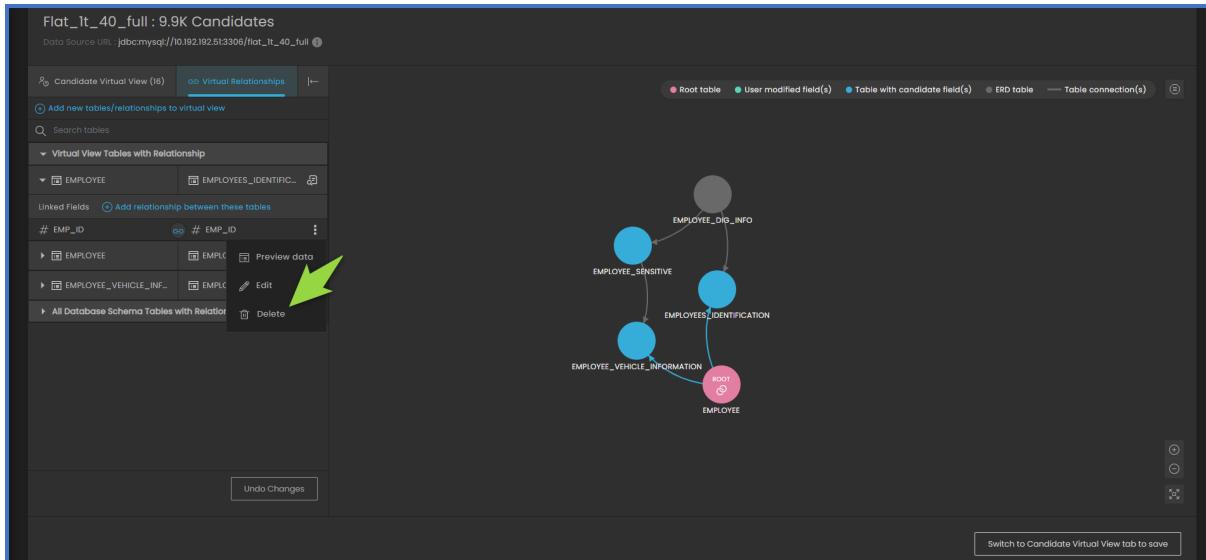 Flat_1t_40_full : 9.9K Candidates
Data Source URL : jdbc:mysql://10.192.192.51:3306/flat_1t_40_full
Candidate Virtual View (16) Virtual Relationships
Add new tables/relationships to virtual view
Search tables
Virtual View Tables with Relationship
EMPLOYEE EMPLOYEES_IDENTIFIC...
Linked Fields Add relationship between these tables
# EMP_ID # EMP_ID
EMPLOYEE
EMPLOYEE_VEHICLE_INF...
All Database Schema Tables with
Preview data
Edit
Delete
Undo Changes
Root table User modified field(s) Table with candidate field(s) ERD table Table connection(s)
EMPLOYEE_DIG_INFO
EMPLOYEE_SENSITIVE
EMPLOYEES_IDENTIFICATION
EMPLOYEE_VEHICLE_INFORMATION
ROOT
EMPLOYEE
Switch to Candidate Virtual View tab to save